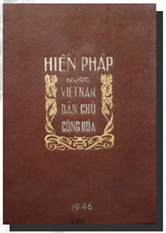 HIẾN PHÁP
NƯỚC
VIỆT NAM
DÂN CHỦ
CỘNG HÒA
1946